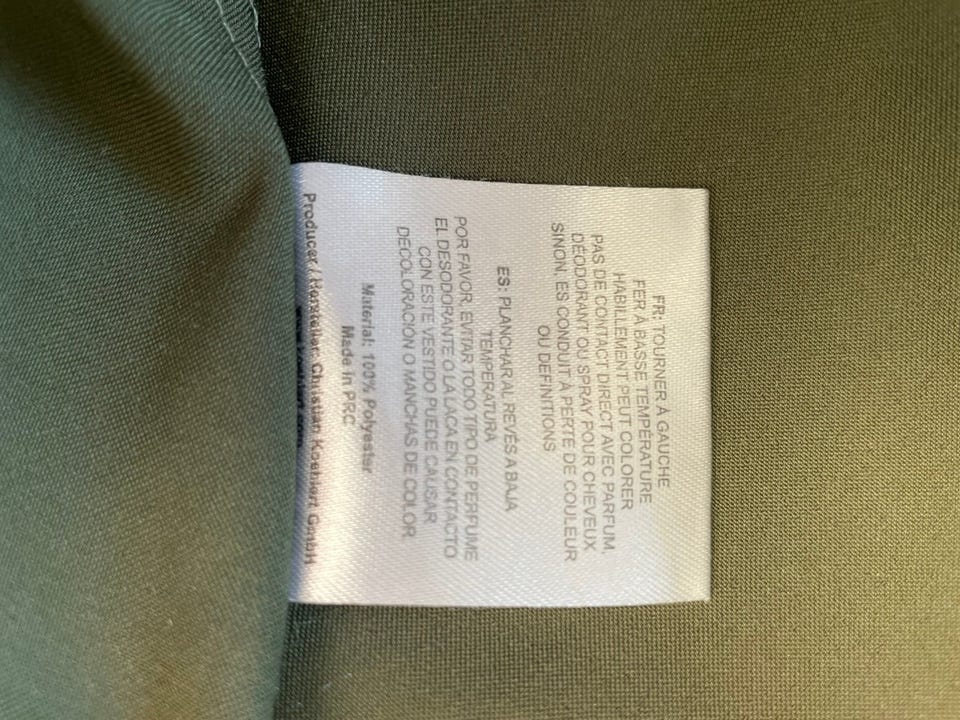 FR: TOURNER À GAUCHE
FER À BASSE TEMPÉRATURE
HABILLEMENT PEUT COLORER
PAS DE CONTACT DIRECT AVEC PARFUM,
DÉODORANT OU SPRAY POUR CHEVEUX
SINON, ES CONDUIT À PERTE DE COULEUR
OU DEFINITIONS
ES: PLANCHAR AL REVÉS A BAJA
TEMPERATURA
POR FAVOR, EVITAR TODO TIPO DE PERFUME
EL DESODORANTE O LA LACA EN CONTACTO
CON ESTE VESTIDO PUEDE CAUSAR
DECOLORACIÓN O MANCHAS DE COLOR
Material: 100% Polyester
Made in PRC
Producer / Hersteller: Christian Koehlert GmbH